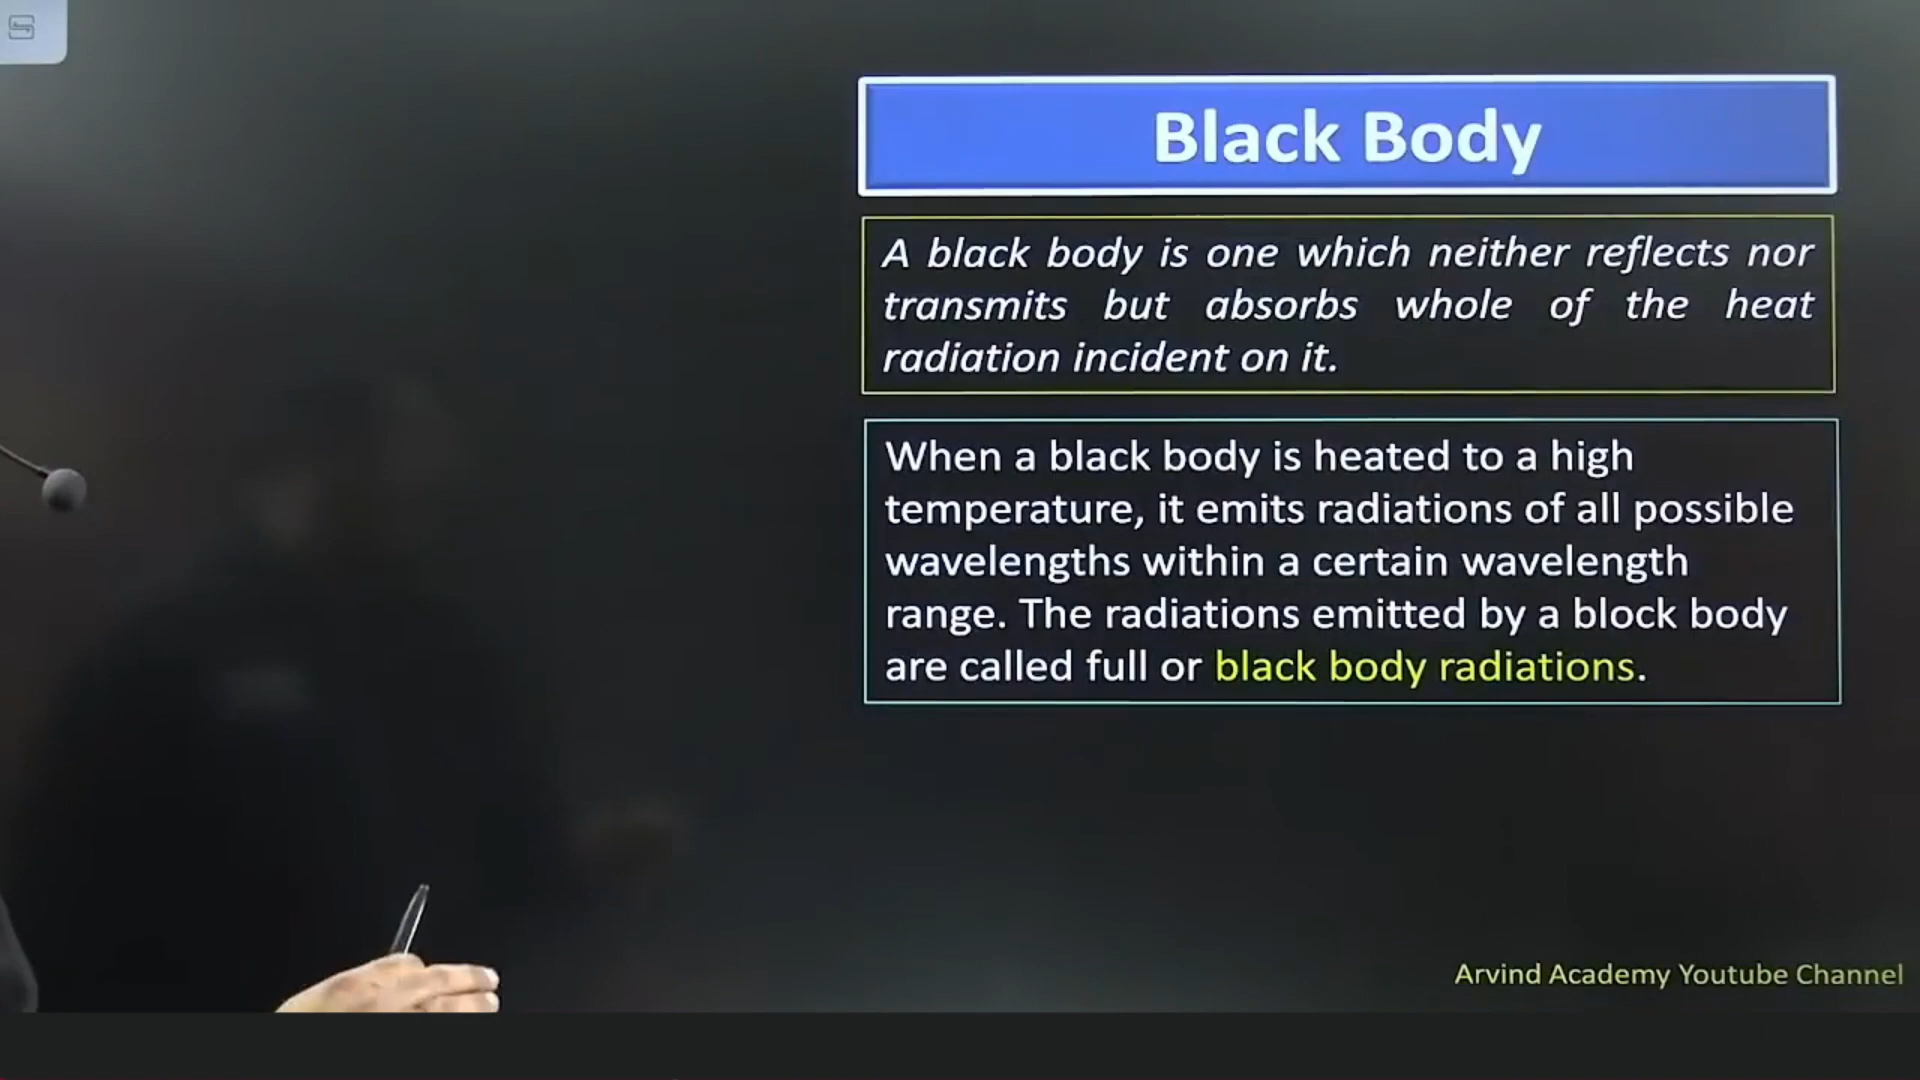 Black Body
A black body is one which neither reflects nor
transmits but absorbs whole of the heat
radiation incident on it.
When a black body is heated to a high
temperature, it emits radiations of all possible
wavelengths within a certain wavelength
range. The radiations emitted by a block body
are called full or black body radiations.
Arvind Academy Youtube Channel